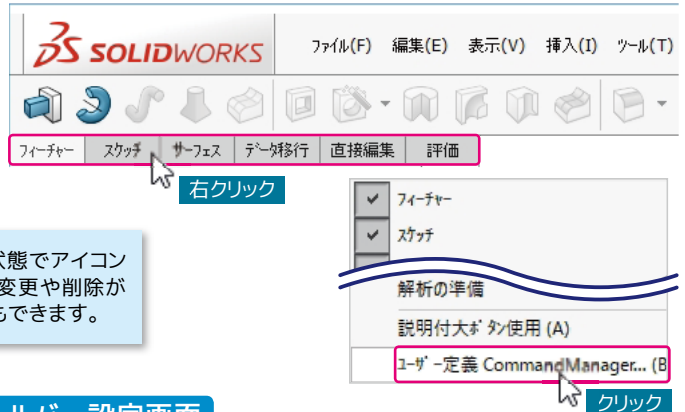 SOLIDWORKS ファイル(F) 編集(E) 表示(V) 挿入(I) ツール(T)
フィーチャー スケッチ サーフェス データ移行 直接編集 評価
右クリック
フィーチャー
スケッチ
態でアイコン
変更や削除が
もできます。
解析の準備
説明付大ボタン使用 (A)
ユーザー定義 CommandManager... (B
クリック
設定画面